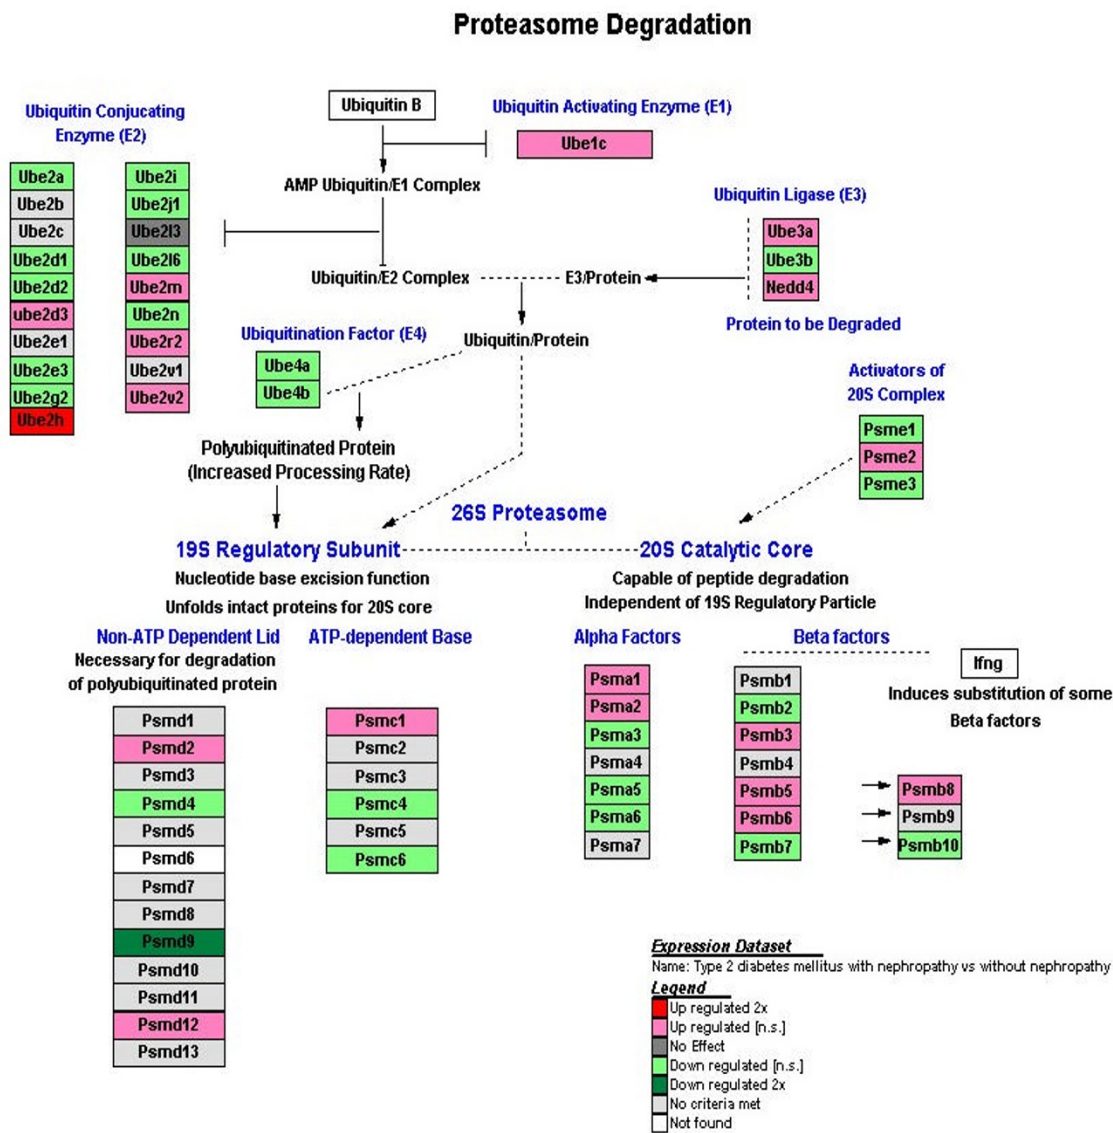 Proteasome Degradation
Ubiquitin Conjucating
Enzyme (E2)
Ube2a
Ube2b
Ube2c
Ube2d1
Ube2d2
ube2d3
Ube2e1
Ube2e3
Ube2g2
Ube2h
Ube2i
Ube2j1
Ube2l3
Ube2l6
Ube2m
Ube2n
Ube2r2
Ube2v1
Ube2v2
Ubiquitin B
Ubiquitin Activating Enzyme (E1)
Ube1c
AMP Ubiquitin/E1 Complex
Ubiquitin Ligase (E3)
Ube3a
Ube3b
Nedd4
Ubiquitin/E2 Complex
E3/Protein
Protein to be Degraded
Ubiquitin/Protein
Ubiquitination Factor (E4)
Ube4a
Ube4b
Activators of
20S Complex
Psme1
Psme2
Psme3
Polyubiquitinated Protein
(Increased Processing Rate)
26S Proteasome
19S Regulatory Subunit
Nucleotide base excision function
Unfolds intact proteins for 20S core
20S Catalytic Core
Capable of peptide degradation
Independent of 19S Regulatory Particle
Non-ATP Dependent Lid
Necessary for degradation
of polyubiquitinated protein
Psmd1
Psmd2
Psmd3
Psmd4
Psmd5
Psmd6
Psmd7
Psmd8
Psmd9
Psmd10
Psmd11
Psmd12
Psmd13
ATP-dependent Base
Psmc1
Psmc2
Psmc3
Psmc4
Psmc5
Psmc6
Alpha Factors
Psma1
Psma2
Psma3
Psma4
Psma5
Psma6
Psma7
Beta factors
Psmb1
Psmb2
Psmb3
Psmb4
Psmb5
Psmb6
Psmb7
Ifng
Induces substitution of some
Beta factors
Psmb8
Psmb9
Psmb10
Expression Dataset
Name: Type 2 diabetes mellitus with nephropathy vs without nephropathy
Legend
Up regulated 2x
Up regulated [n.s.]
No Effect
Down regulated [n.s.]
Down regulated 2x
No criteria met
Not found